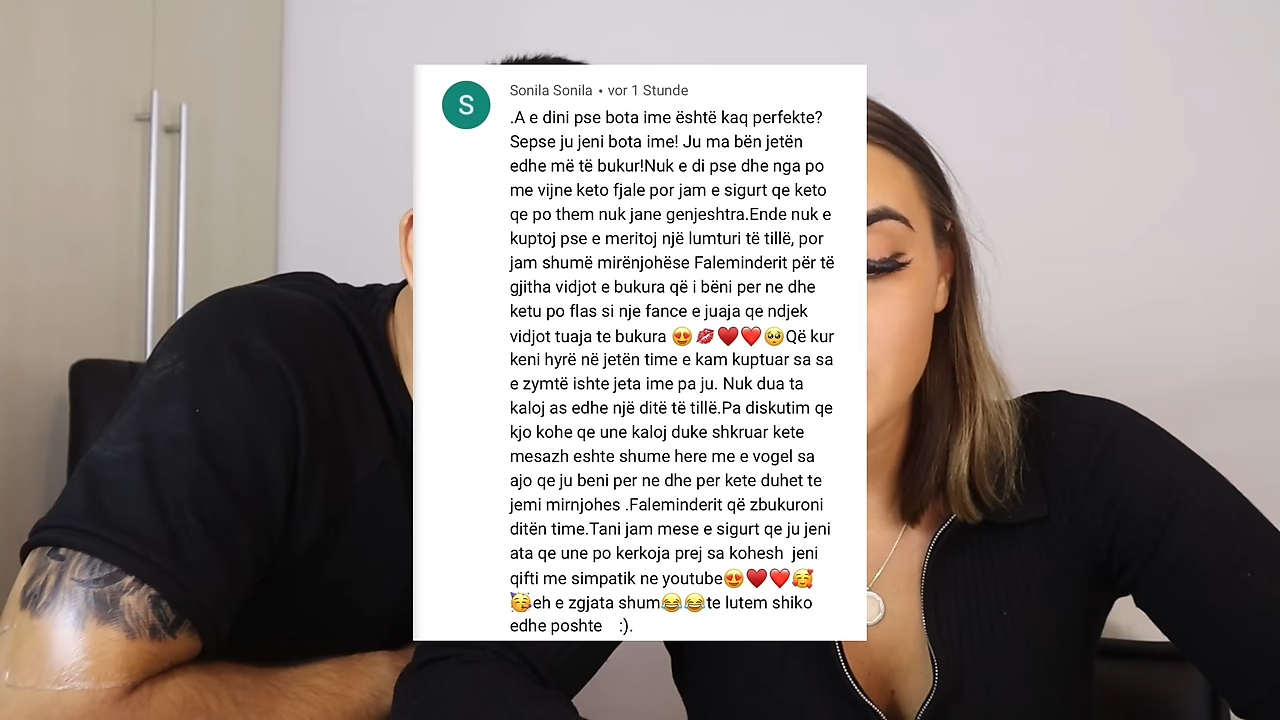 S
Sonila Sonila • vor 1 Stunde
.A e dini pse bota ime është kaq perfekte?
Sepse ju jeni bota ime! Ju ma bën jetën
edhe më të bukur!Nuk e di pse dhe nga po
me vijne keto fjale por jam e sigurt qe keto
qe po them nuk jane genjeshtra.Ende nuk e
kuptoj pse e meritoj një lumturi të tillë, por
jam shumë mirënjohëse Faleminderit për të
gjitha vidjot e bukura që i bëni per ne dhe
ketu po flas si nje fance e juaja qe ndjek
vidjot tuaja te bukura 😍💋♥️❤️🥺Që kur
keni hyrë në jetën time e kam kuptuar sa sa
e zymtë ishte jeta ime pa ju. Nuk dua ta
kaloj as edhe një ditë të tillë.Pa diskutim qe
kjo kohe qe une kaloj duke shkruar kete
mesazh eshte shume here me e vogel sa
ajo qe ju beni per ne dhe per kete duhet te
jemi mirnjohes .Faleminderit që zbukuroni
ditën time.Tani jam mese e sigurt qe ju jeni
ata qe une po kerkoja prej sa kohesh  jeni
qifti me simpatik ne youtube😍♥️❤️🥰
🥳eh e zgjata shum😂😂te lutem shiko
edhe poshte    :).